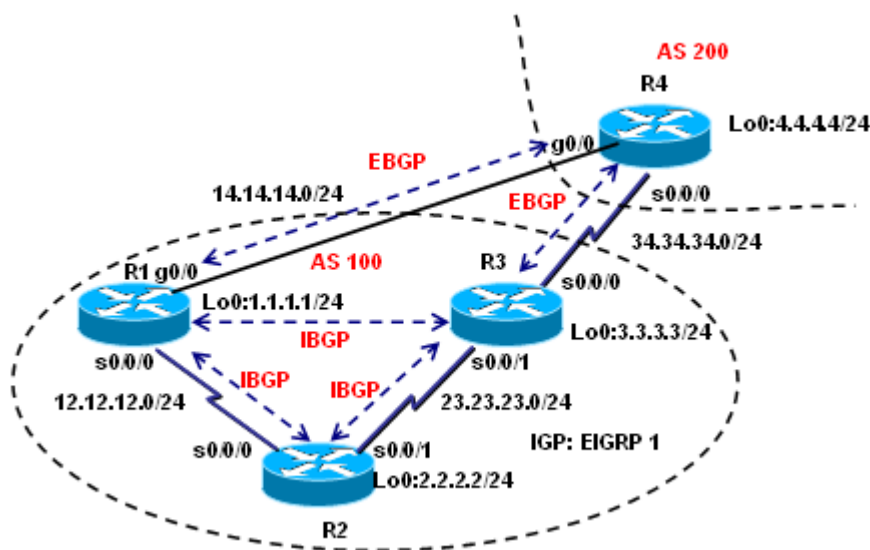 AS 200
R4
Lo0:4.4.4.4/24
g0/0
EBGP
14.14.14.0/24
EBGP
s0/0/0
34.34.34.0/24
R1 g0/0
AS 100
R3
s0/0/0
Lo0:1.1.1.1/24
Lo0:3.3.3.3/24
IBGP
s0/0/0
s0/0/1
IBGP
IBGP
12.12.12.0/24
23.23.23.0/24
s0/0/0
s0/0/1
IGP: EIGRP 1
Lo0:2.2.2.2/24
R2